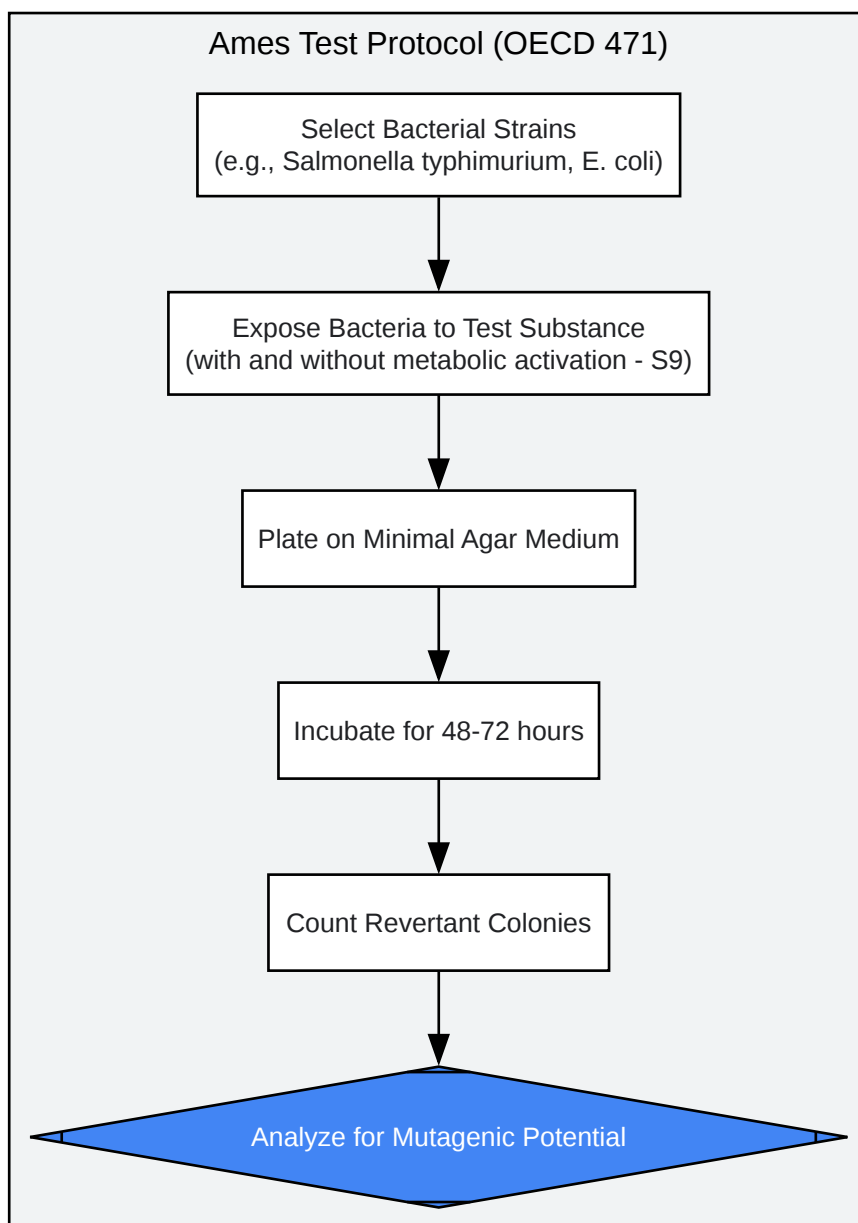 Ames Test Protocol (OECD 471)
Select Bacterial Strains
(e.g., Salmonella typhimurium, E. coli)
Expose Bacteria to Test Substance
(with and without metabolic activation - S9)
Plate on Minimal Agar Medium
Incubate for 48-72 hours
Count Revertant Colonies
Analyze for Mutagenic Potential